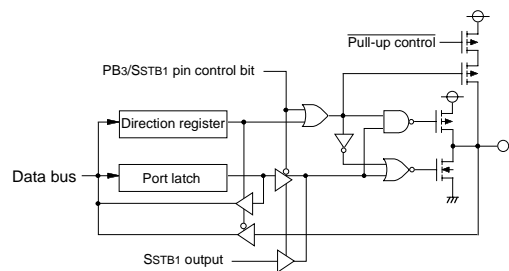 Pull-up control
PB3/SSTB1 pin control bit
Direction register
Data bus
Port latch
SSTB1 output